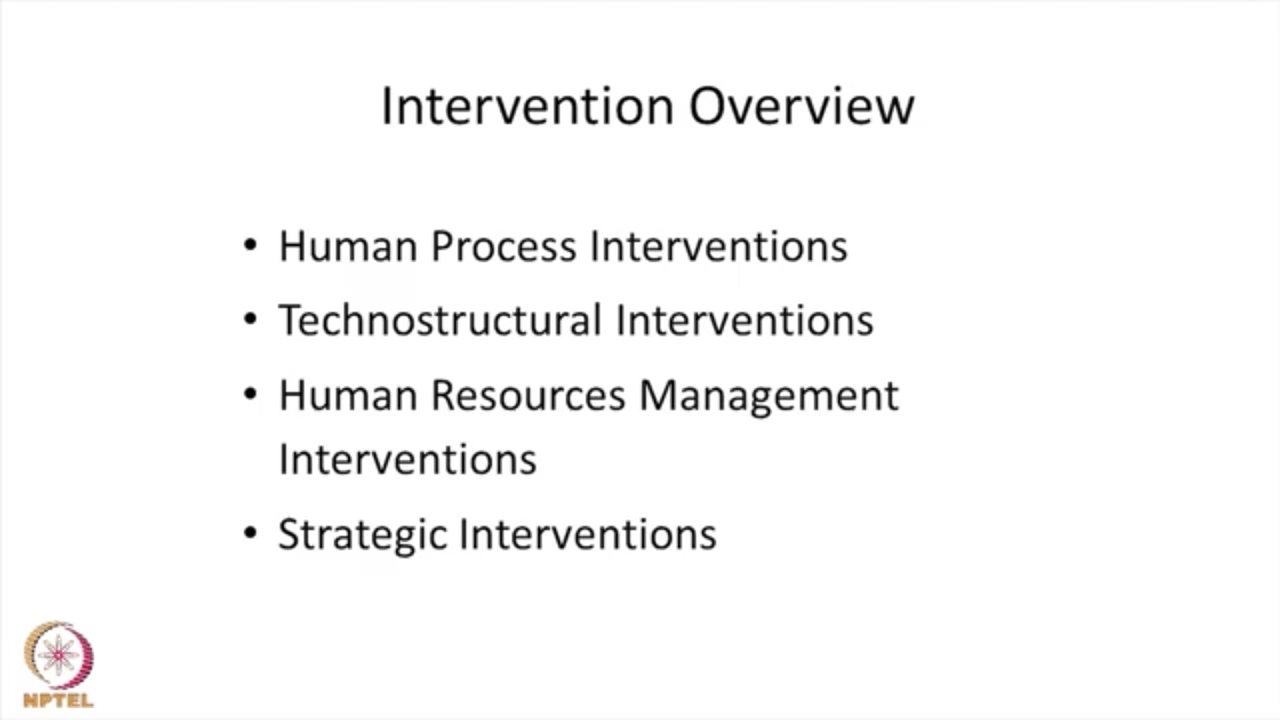 Intervention Overview
• Human Process Interventions
• Technostructural Interventions
• Human Resources Management
Interventions
• Strategic Interventions
NPTEL